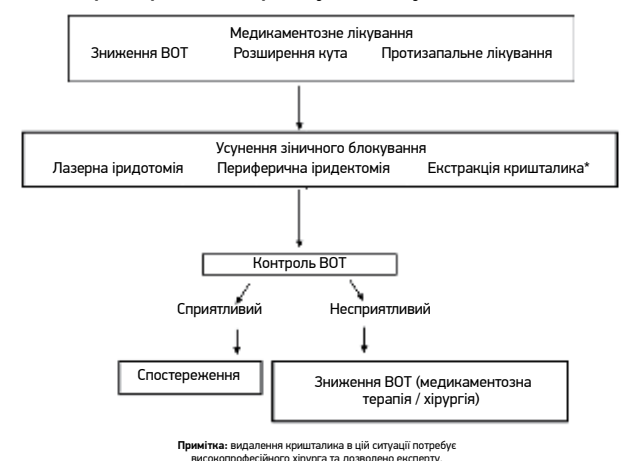 Медикаментозне лікування
Зниження ВОТ Розширення кута Протизапальне лікування
Усунення зіничного блокування
Лазерна іридотомія Периферична іридектомія Екстракція кришталика*
Контроль ВОТ
Сприятливий Несприятливий
Спостереження
Зниження ВОТ (медикаментозна
терапія / хірургія)
Примітка: видалення кришталика в цій ситуації потребує
високопрофесійного хірурга та дозволено експерту.